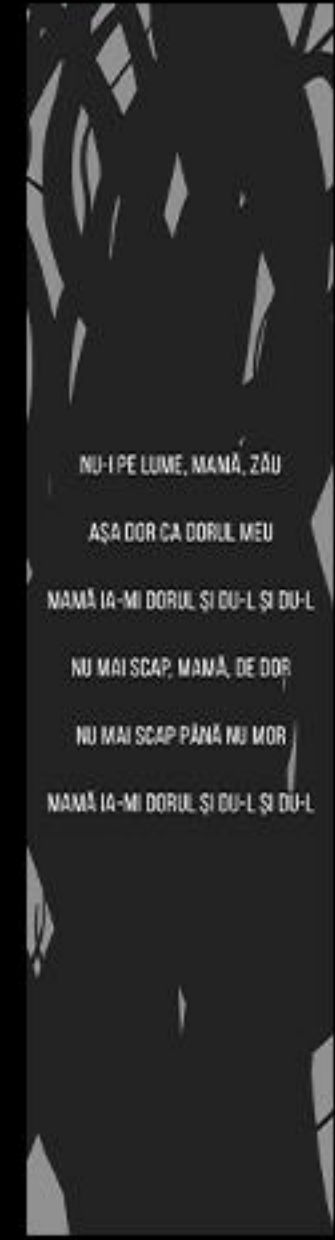 NU-I PE LUME, MAMĂ, ZĂU
AȘA DOR CA DORUL MEU
MAMĂ IA-MI DORUL ȘI DU-L ȘI DU-L
NU MAI SCAP, MAMĂ, DE DOR
NU MAI SCAP PÂNĂ NU MOR
MAMĂ IA-MI DORUL ȘI DU-L ȘI DU-L